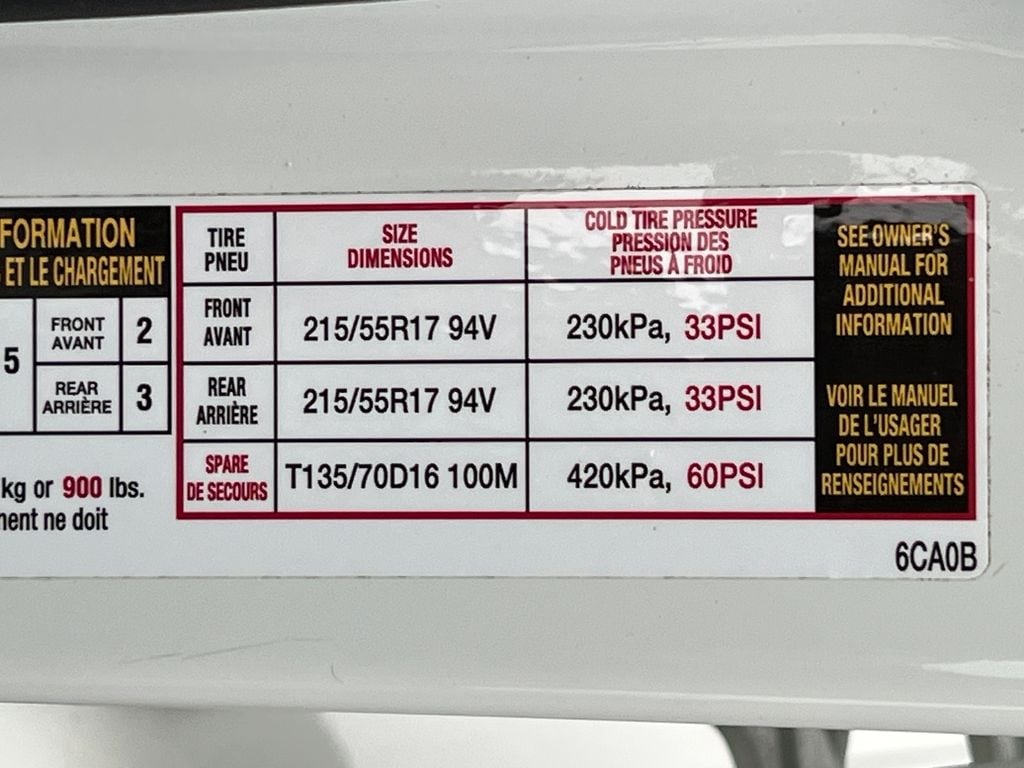 FORMATION
ET LE CHARGEMENT
5
FRONT
AVANT
2
REAR
ARRIÈRE
3
kg or 900 lbs.
ne doit
TIRE
PNEU
SIZE
DIMENSIONS
COLD TIRE PRESSURE
PRESSION DES
PNEUS À FROID
FRONT
AVANT
215/55R17 94V
230kPa, 33PSI
REAR
ARRIÈRE
215/55R17 94V
230kPa, 33PSI
SPARE
DE SECOURS
T135/70D16 100M
420kPa, 60PSI
SEE OWNER'S
MANUAL FOR
ADDITIONAL
INFORMATION
VOIR LE MANUEL
DE L'USAGER
POUR PLUS DE
RENSEIGNEMENTS
6CA0B